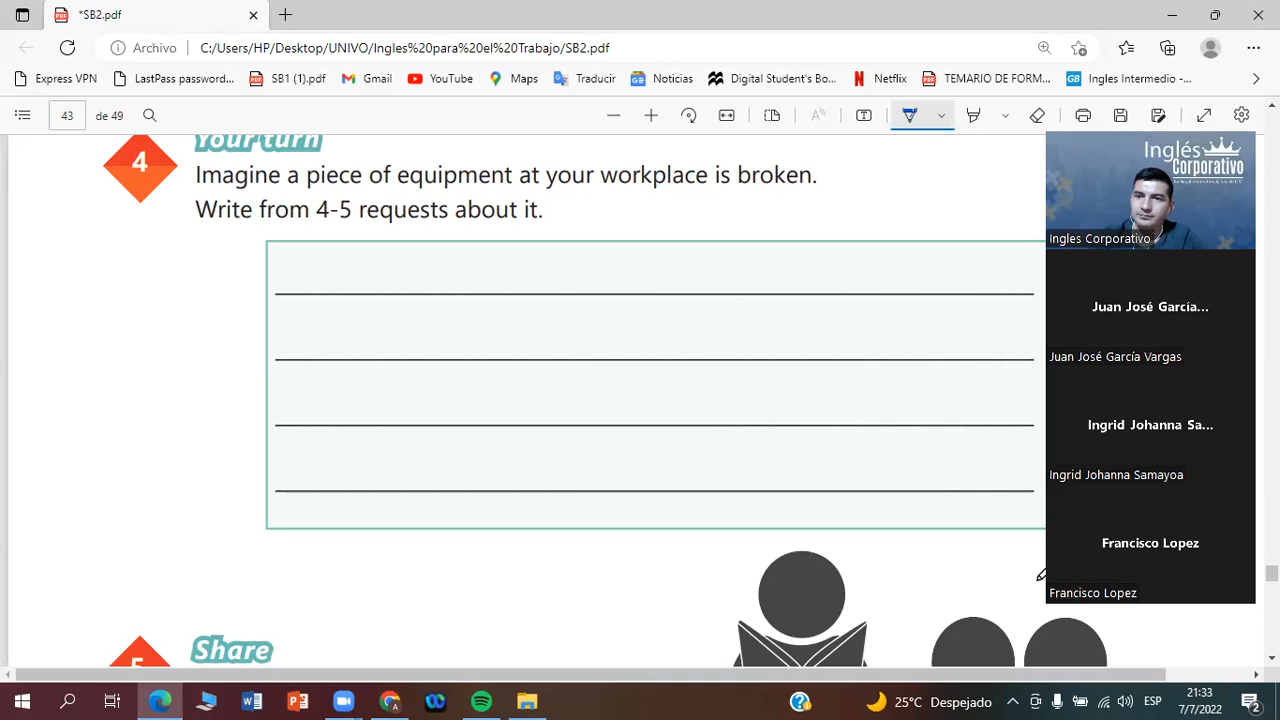 *SB2.pdf
Archivo
C:/Users/HP/Desktop/UNIVO/Ingles%20para%20el%20Trabajo/SB2.pdf
Express VPN
LastPass password...
SB1 (1).pdf
Gmail
YouTube
Maps
Traducir
Noticias
Digital Student's Bo...
Netflix
TEMARIO DE FORM...
Ingles Intermedio –...
43
de 49
4
Your turn
Imagine a piece of equipment at your workplace is broken.
Write from 4-5 requests about it.
Inglés
Corporativo
Ingles Corporativo
Juan José García...
Juan José García Vargas
Ingrid Johanna Sa...
Ingrid Johanna Samayoa
Francisco Lopez
Francisco Lopez
5
Share
25°C Despejado
ESP
21:33
7/7/2022
2